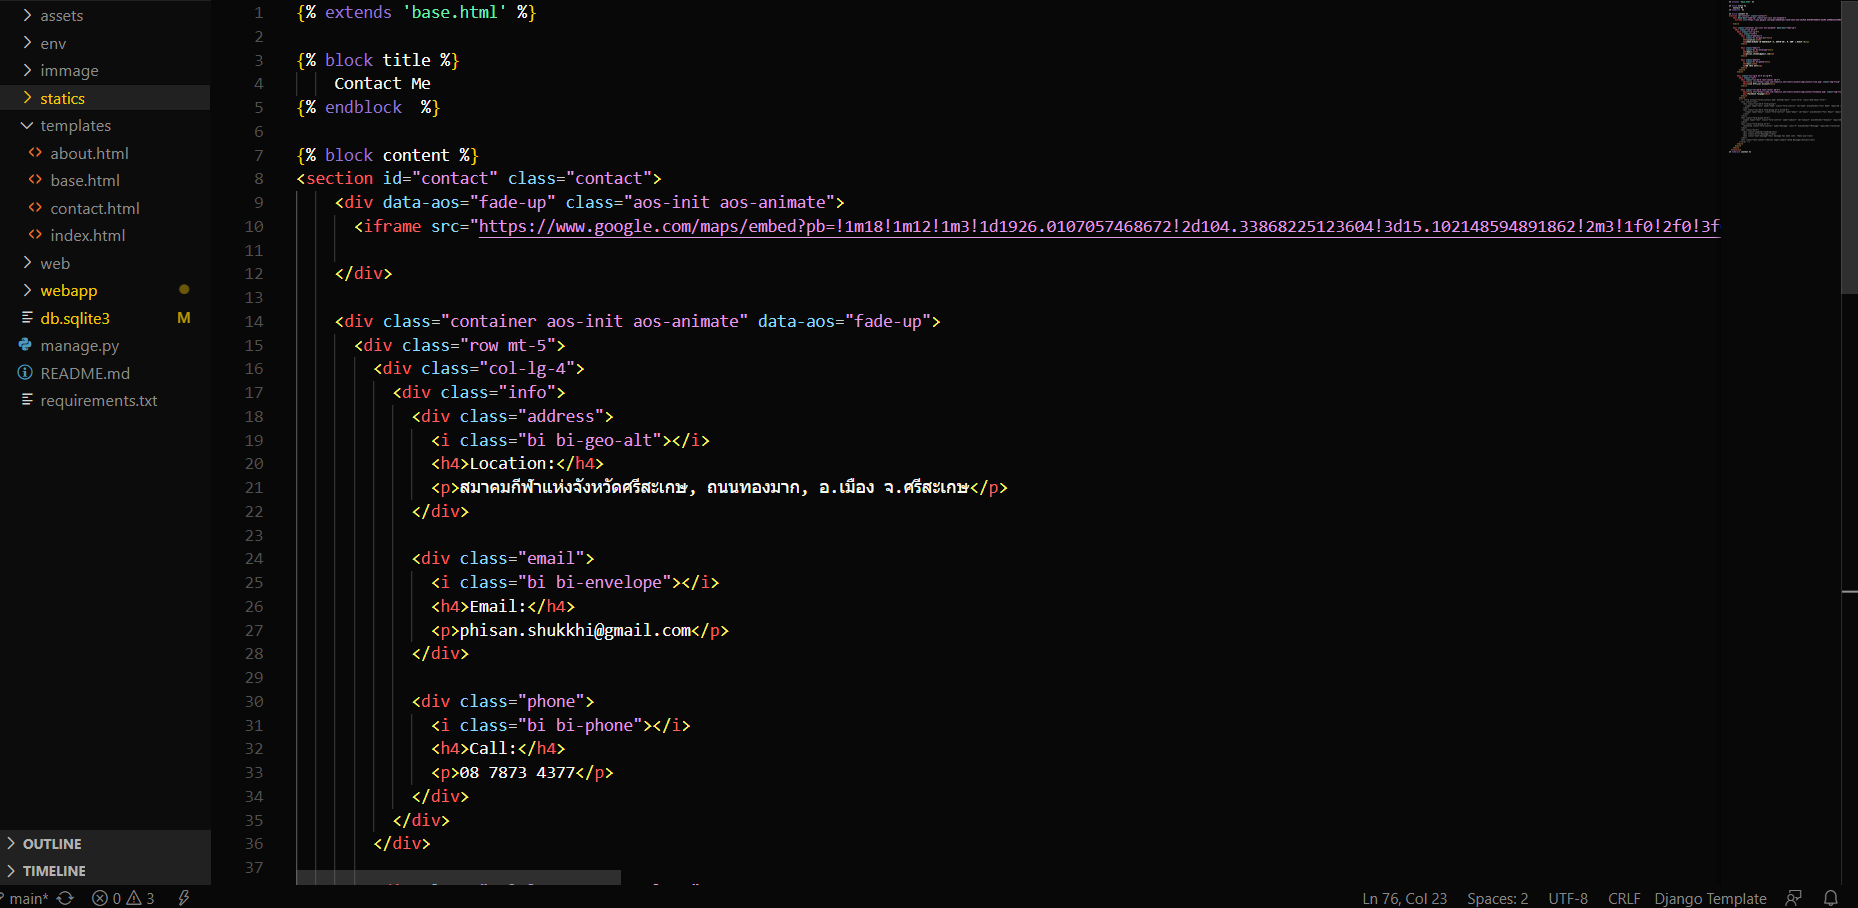 assets
env
immage
statics
templates
about.html
base.html
contact.html
index.html
web
webapp
db.sqlite3 M
manage.py
README.md
requirements.txt
OUTLINE
TIMELINE
1 {% extends 'base.html' %}
2
3 {% block title %}
4 Contact Me
5 {% endblock %}
6
7 {% block content %}
8 <section id="contact" class="contact">
9 <div data-aos="fade-up" class="aos-init aos-animate">
10 <iframe src="https://www.google.com/maps/embed?pb=!1m18!1m12!1m3!1d1926.0107057468672!2d104.33868225123604!3d15.102148594891862!2m3!1f0!2f0!3f
11
12 </div>
13
14 <div class="container aos-init aos-animate" data-aos="fade-up">
15 <div class="row mt-5">
16 <div class="col-lg-4">
17 <div class="info">
18 <div class="address">
19 <i class="bi bi-geo-alt"></i>
20 <h4>Location:</h4>
21 <p>สมาคมกีฬาแห่งจังหวัดศรีสะเกษ, ถนนทองมาก, อ.เมือง จ.ศรีสะเกษ</p>
22 </div>
23
24 <div class="email">
25 <i class="bi bi-envelope"></i>
26 <h4>Email:</h4>
27 <p>phisan.shukkhi@gmail.com</p>
28 </div>
29
30 <div class="phone">
31 <i class="bi bi-phone"></i>
32 <h4>Call:</h4>
33 <p>08 7873 4377</p>
34 </div>
35 </div>
36 </div>
37
main* 0 3 Ln 76, Col 23 Spaces: 2 UTF-8 CRLF Django Template